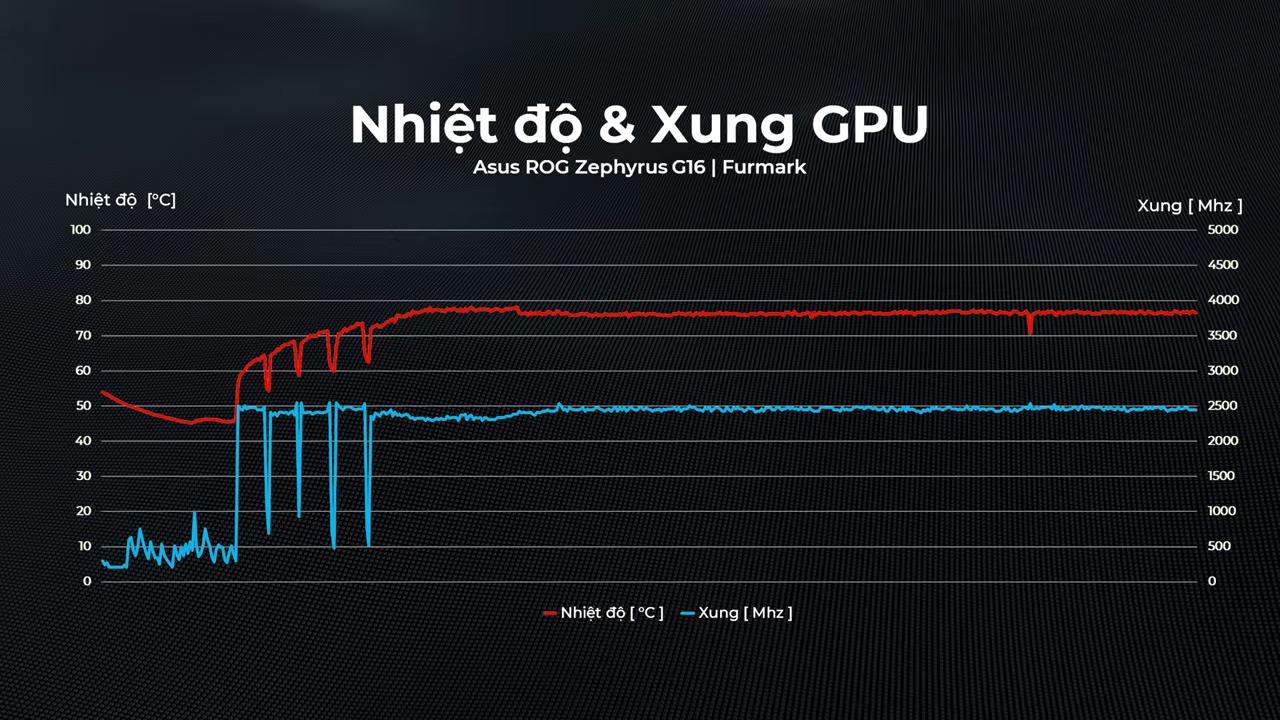 Nhiệt độ & Xung GPU
Asus ROG Zephyrus G16 | Furmark
Nhiệt độ [°C]
Xung [ Mhz ]
100 5000
90 4500
80 4000
70 3500
60 3000
50 2500
40 2000
30 1500
20 1000
10 500
0 0
Nhiệt độ [ °C ] Xung [ Mhz ]